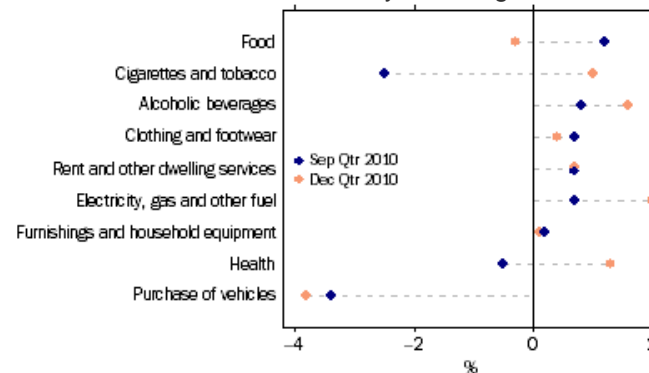 Food
Cigarettes and tobacco
Alcoholic beverages
Clothing and footwear
Rent and other dwelling services
Electricity, gas and other fuel
Furnishings and household equipment
Health
Purchase of vehicles
Sep Qtr 2010
Dec Qtr 2010
−4 −2 0
%